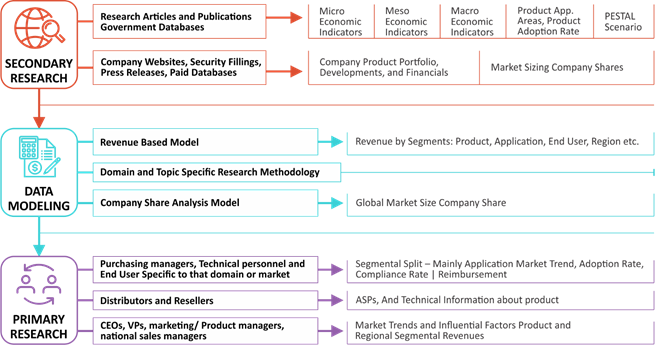 SECONDARY
RESEARCH
Research Articles and Publications
Government Databases
Micro
Economic
Indicators
Meso
Economic
Indicators
Macro
Economic
Indicators
Product App.
Areas, Product
Adoption Rate
PESTAL
Scenario
Company Websites, Security Fillings,
Press Releases, Paid Databases
Company Product Portfolio,
Developments, and Financials
Market Sizing Company Shares
DATA
MODELING
Revenue Based Model
Revenue by Segments: Product, Application, End User, Region etc.
Domain and Topic Specific Research Methodology
Company Share Analysis Model
Global Market Size Company Share
PRIMARY
RESEARCH
Purchasing managers, Technical personnel and
End User Specific to that domain or market
Segmental Split – Mainly Application Market Trend, Adoption Rate,
Compliance Rate | Reimbursement
Distributors and Resellers
ASPs, And Technical Information about product
CEOs, VPs, marketing/ Product managers,
national sales managers
Market Trends and Influential Factors Product and
Regional Segmental Revenues